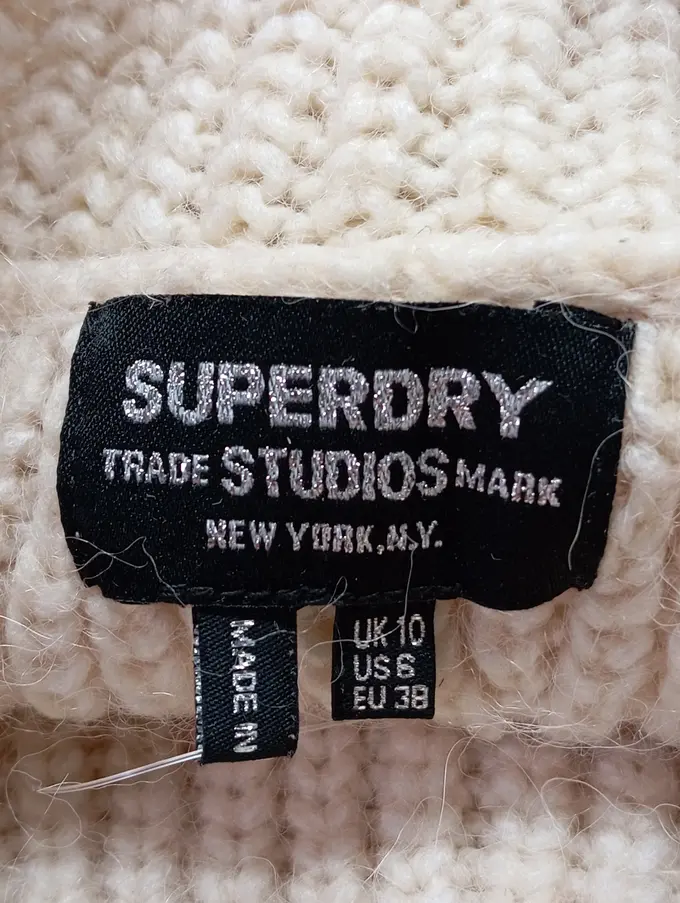 SUPERDRY
TRADE STUDIOS MARK
NEW YORK, N.Y.
MADE IN
UK 10
US 6
EU 38